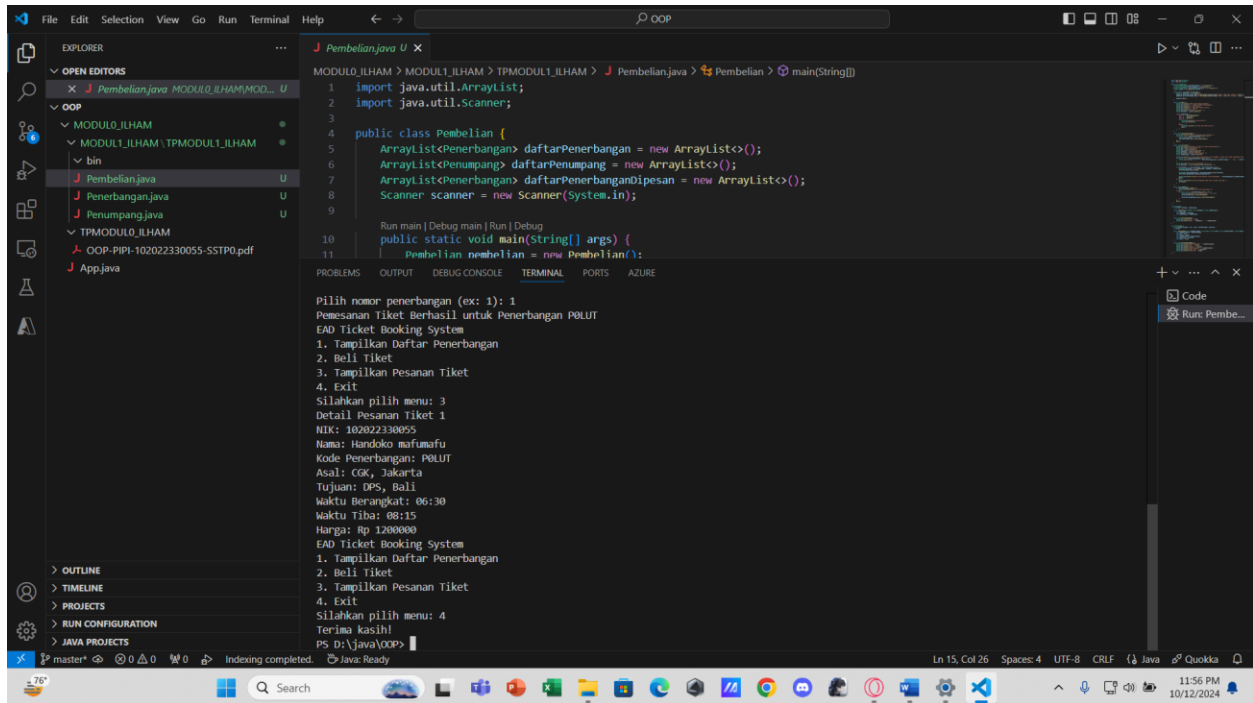 File Edit Selection View Go Run Terminal Help
OOP
EXPLORER
OPEN EDITORS
Pembelian.java MODUL0_ILHAM\MOD... U
OOP
MODUL0_ILHAM
MODUL1_ILHAM \ TPMODUL1_ILHAM
bin
Pembelian.java U
Penerbangan.java U
Penumpang.java U
TPMODUL0_ILHAM
OOP-PIPI-102022330055-SSTP0.pdf
App.java
OUTLINE
TIMELINE
PROJECTS
RUN CONFIGURATION
JAVA PROJECTS
6
Pembelian.java U
MODUL0_ILHAM > MODUL1_ILHAM > TPMODUL1_ILHAM > Pembelian.java > Pembelian > main(String[])
1 import java.util.ArrayList;
2 import java.util.Scanner;
3
4 public class Pembelian {
5 ArrayList<Penerbangan> daftarPenerbangan = new ArrayList<>();
6 ArrayList<Penumpang> daftarPenumpang = new ArrayList<>();
7 ArrayList<Penerbangan> daftarPenerbanganDipesan = new ArrayList<>();
8 Scanner scanner = new Scanner(System.in);
9
Run main | Debug main | Run | Debug
10 public static void main(String[] args) {
11 Pembelian pembelian = new Pembelian();
PROBLEMS OUTPUT DEBUG CONSOLE TERMINAL PORTS AZURE
Code
Run: Pembe...
Pilih nomor penerbangan (ex: 1): 1
Pemesanan Tiket Berhasil untuk Penerbangan P0LUT
EAD Ticket Booking System
1. Tampilkan Daftar Penerbangan
2. Beli Tiket
3. Tampilkan Pesanan Tiket
4. Exit
Silahkan pilih menu: 3
Detail Pesanan Tiket 1
NIK: 102022330055
Nama: Handoko mafumafu
Kode Penerbangan: P0LUT
Asal: CGK, Jakarta
Tujuan: DPS, Bali
Waktu Berangkat: 06:30
Waktu Tiba: 08:15
Harga: Rp 1200000
EAD Ticket Booking System
1. Tampilkan Daftar Penerbangan
2. Beli Tiket
3. Tampilkan Pesanan Tiket
4. Exit
Silahkan pilih menu: 4
Terima kasih!
PS D:\java\OOP>
master* 0 0 0 Indexing completed. Java: Ready Ln 15, Col 26 Spaces: 4 UTF-8 CRLF Java Quokka
76°
Search
11:56 PM
10/12/2024